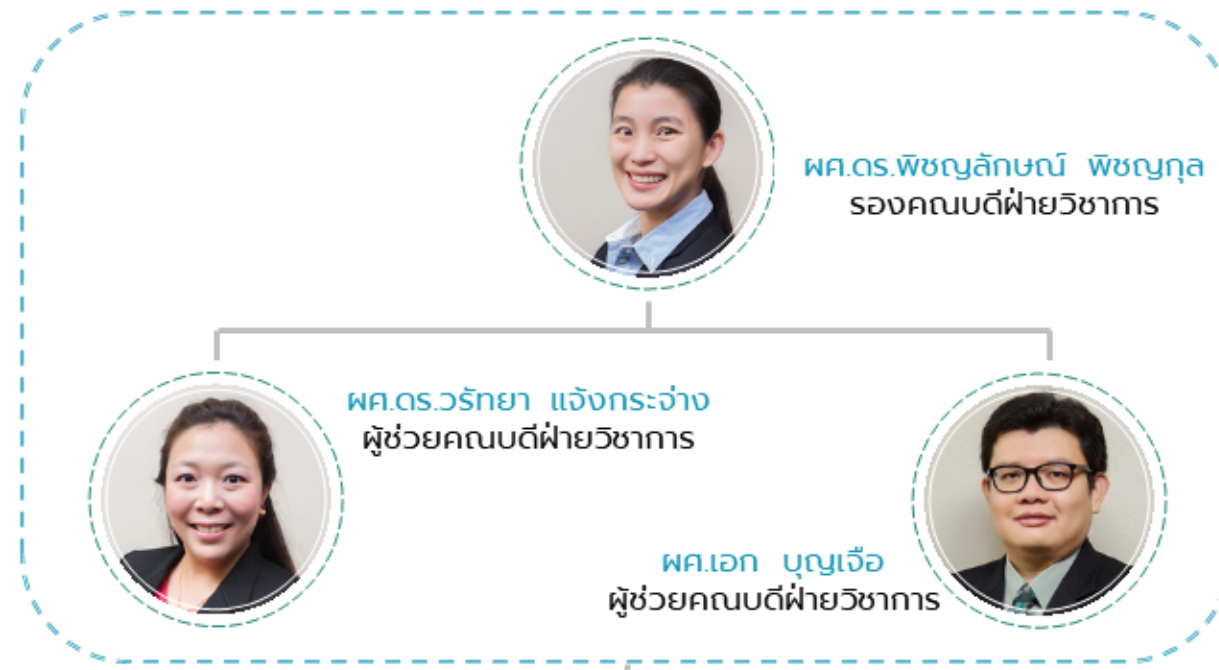 ผศ.ดร.พิชญลักษณ์ พิชญกุล
รองคณบดีฝ่ายวิชาการ
ผศ.ดร.วรัทยา แจ้งกระจ่าง
ผู้ช่วยคณบดีฝ่ายวิชาการ
ผศ.เอก บุญเจือ
ผู้ช่วยคณบดีฝ่ายวิชาการ